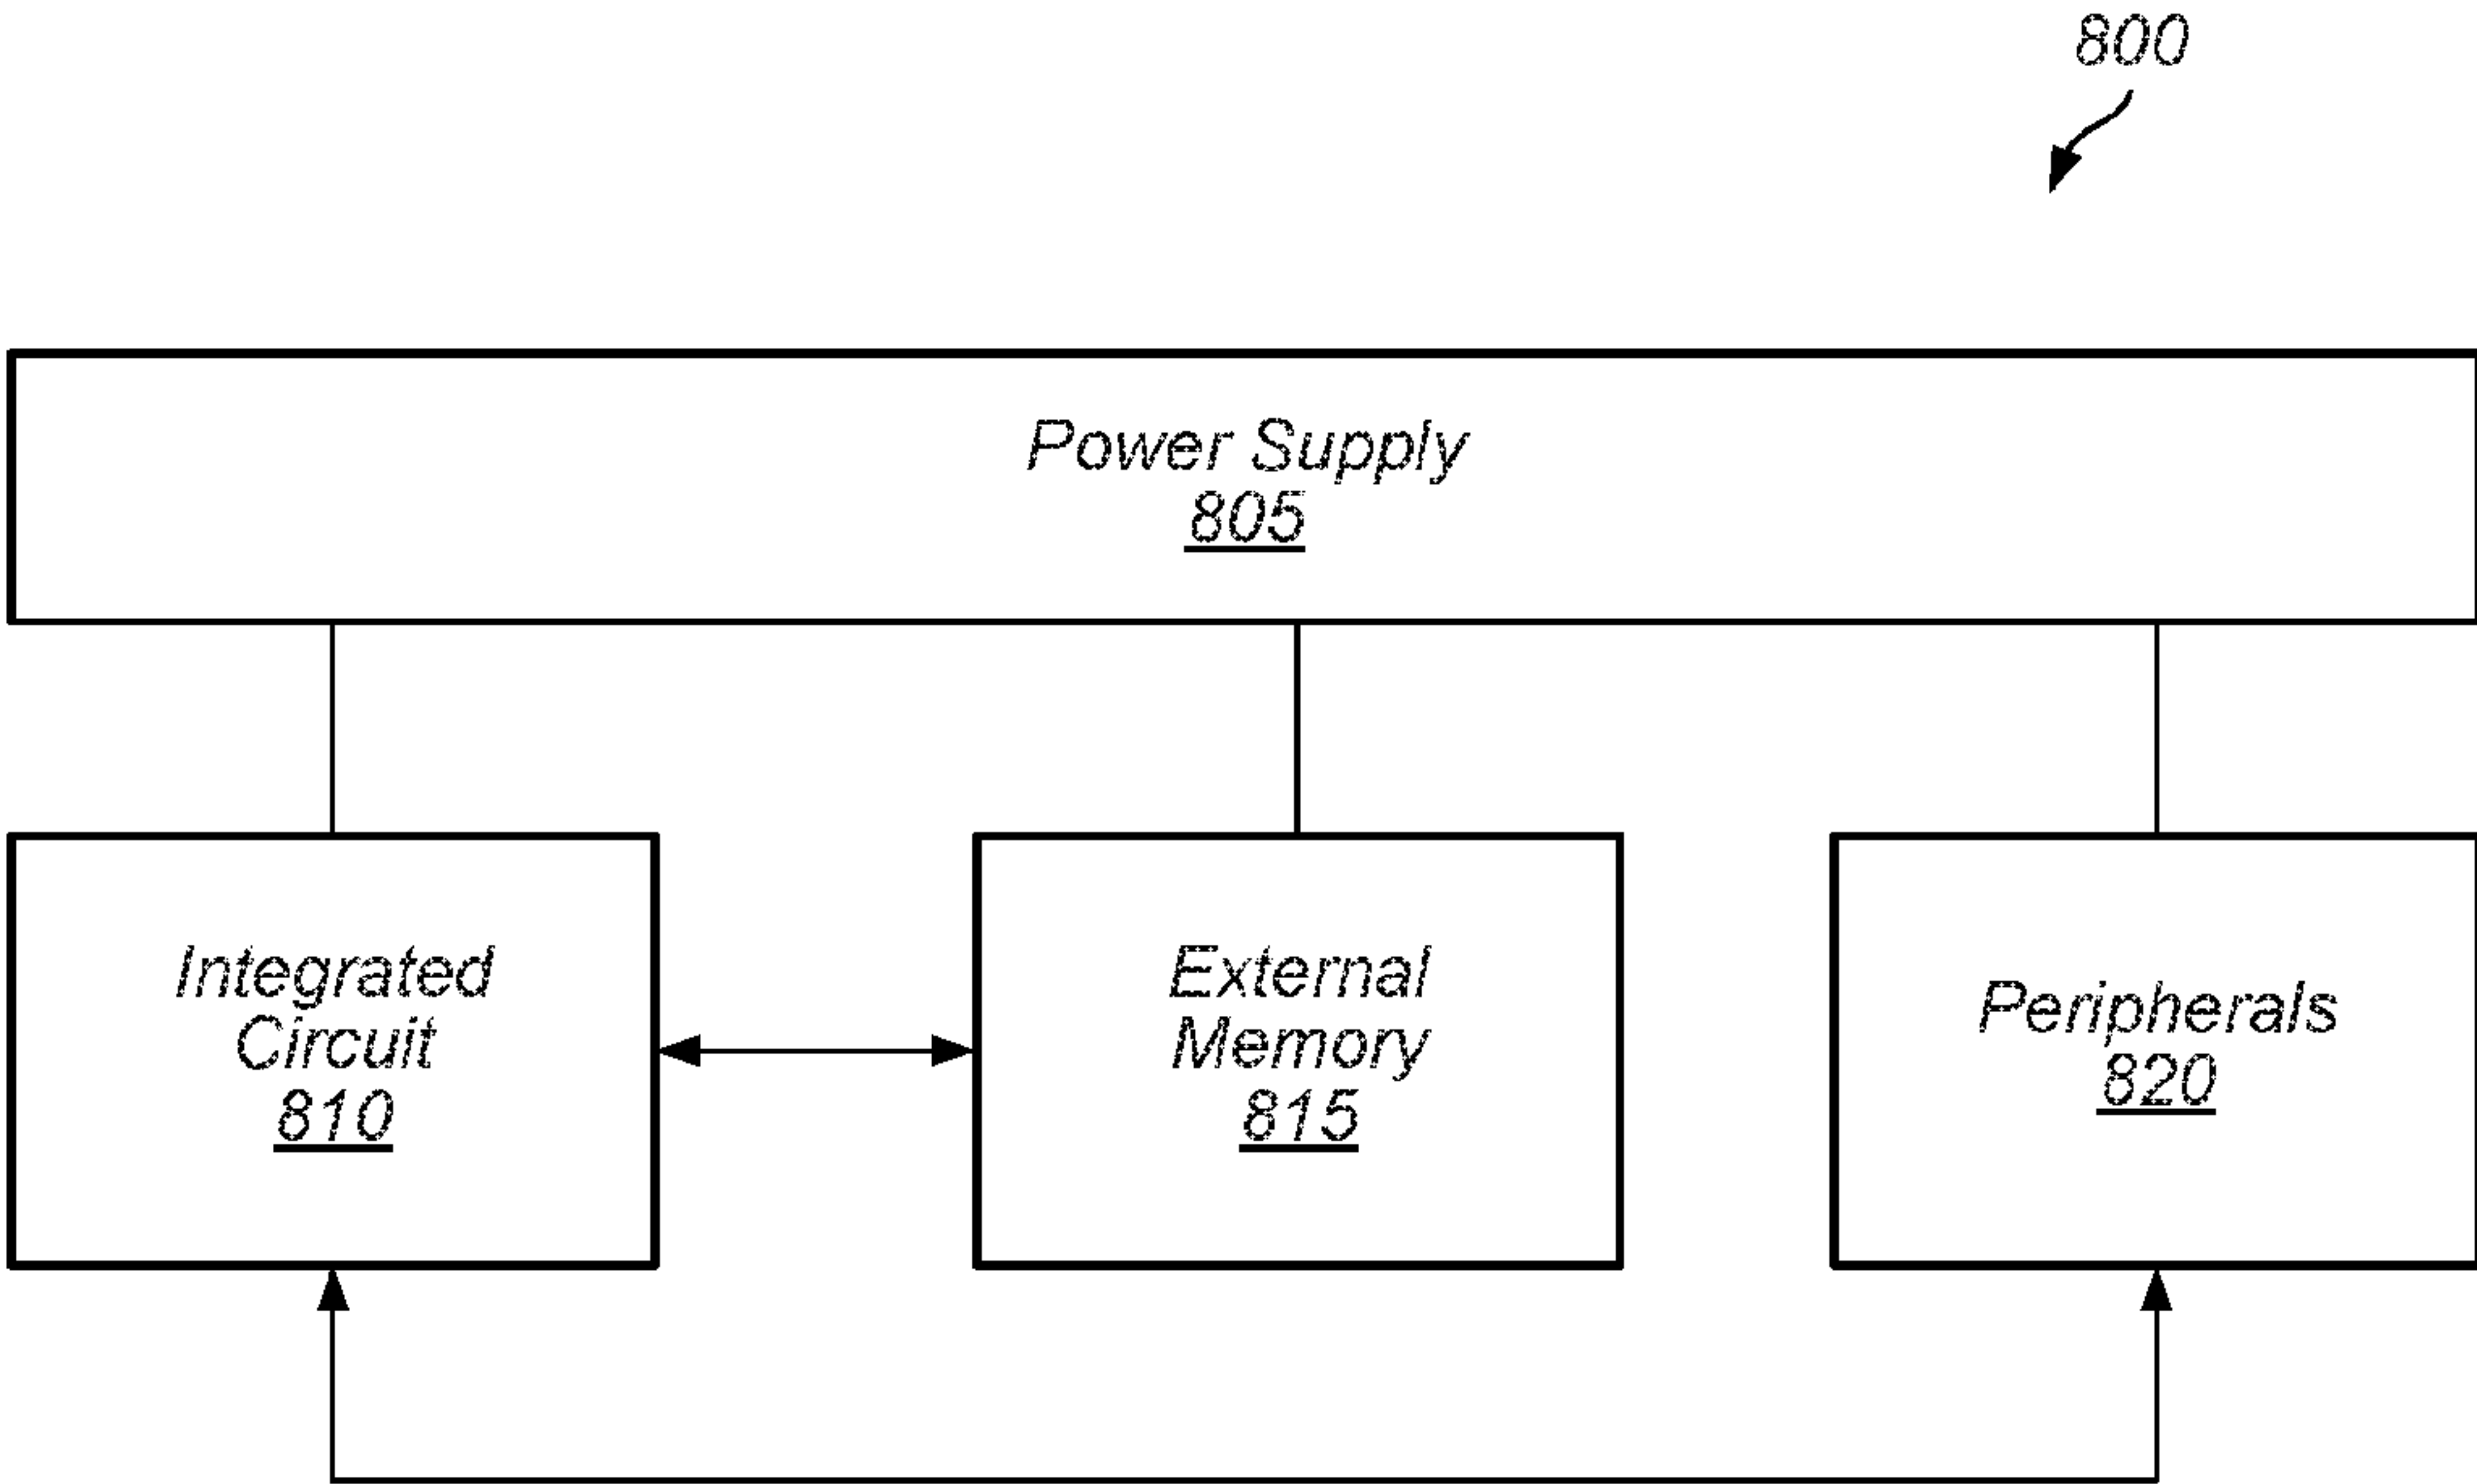 800
Power Supply
805
Integrated
Circuit
810
External
Memory
815
Peripherals
820